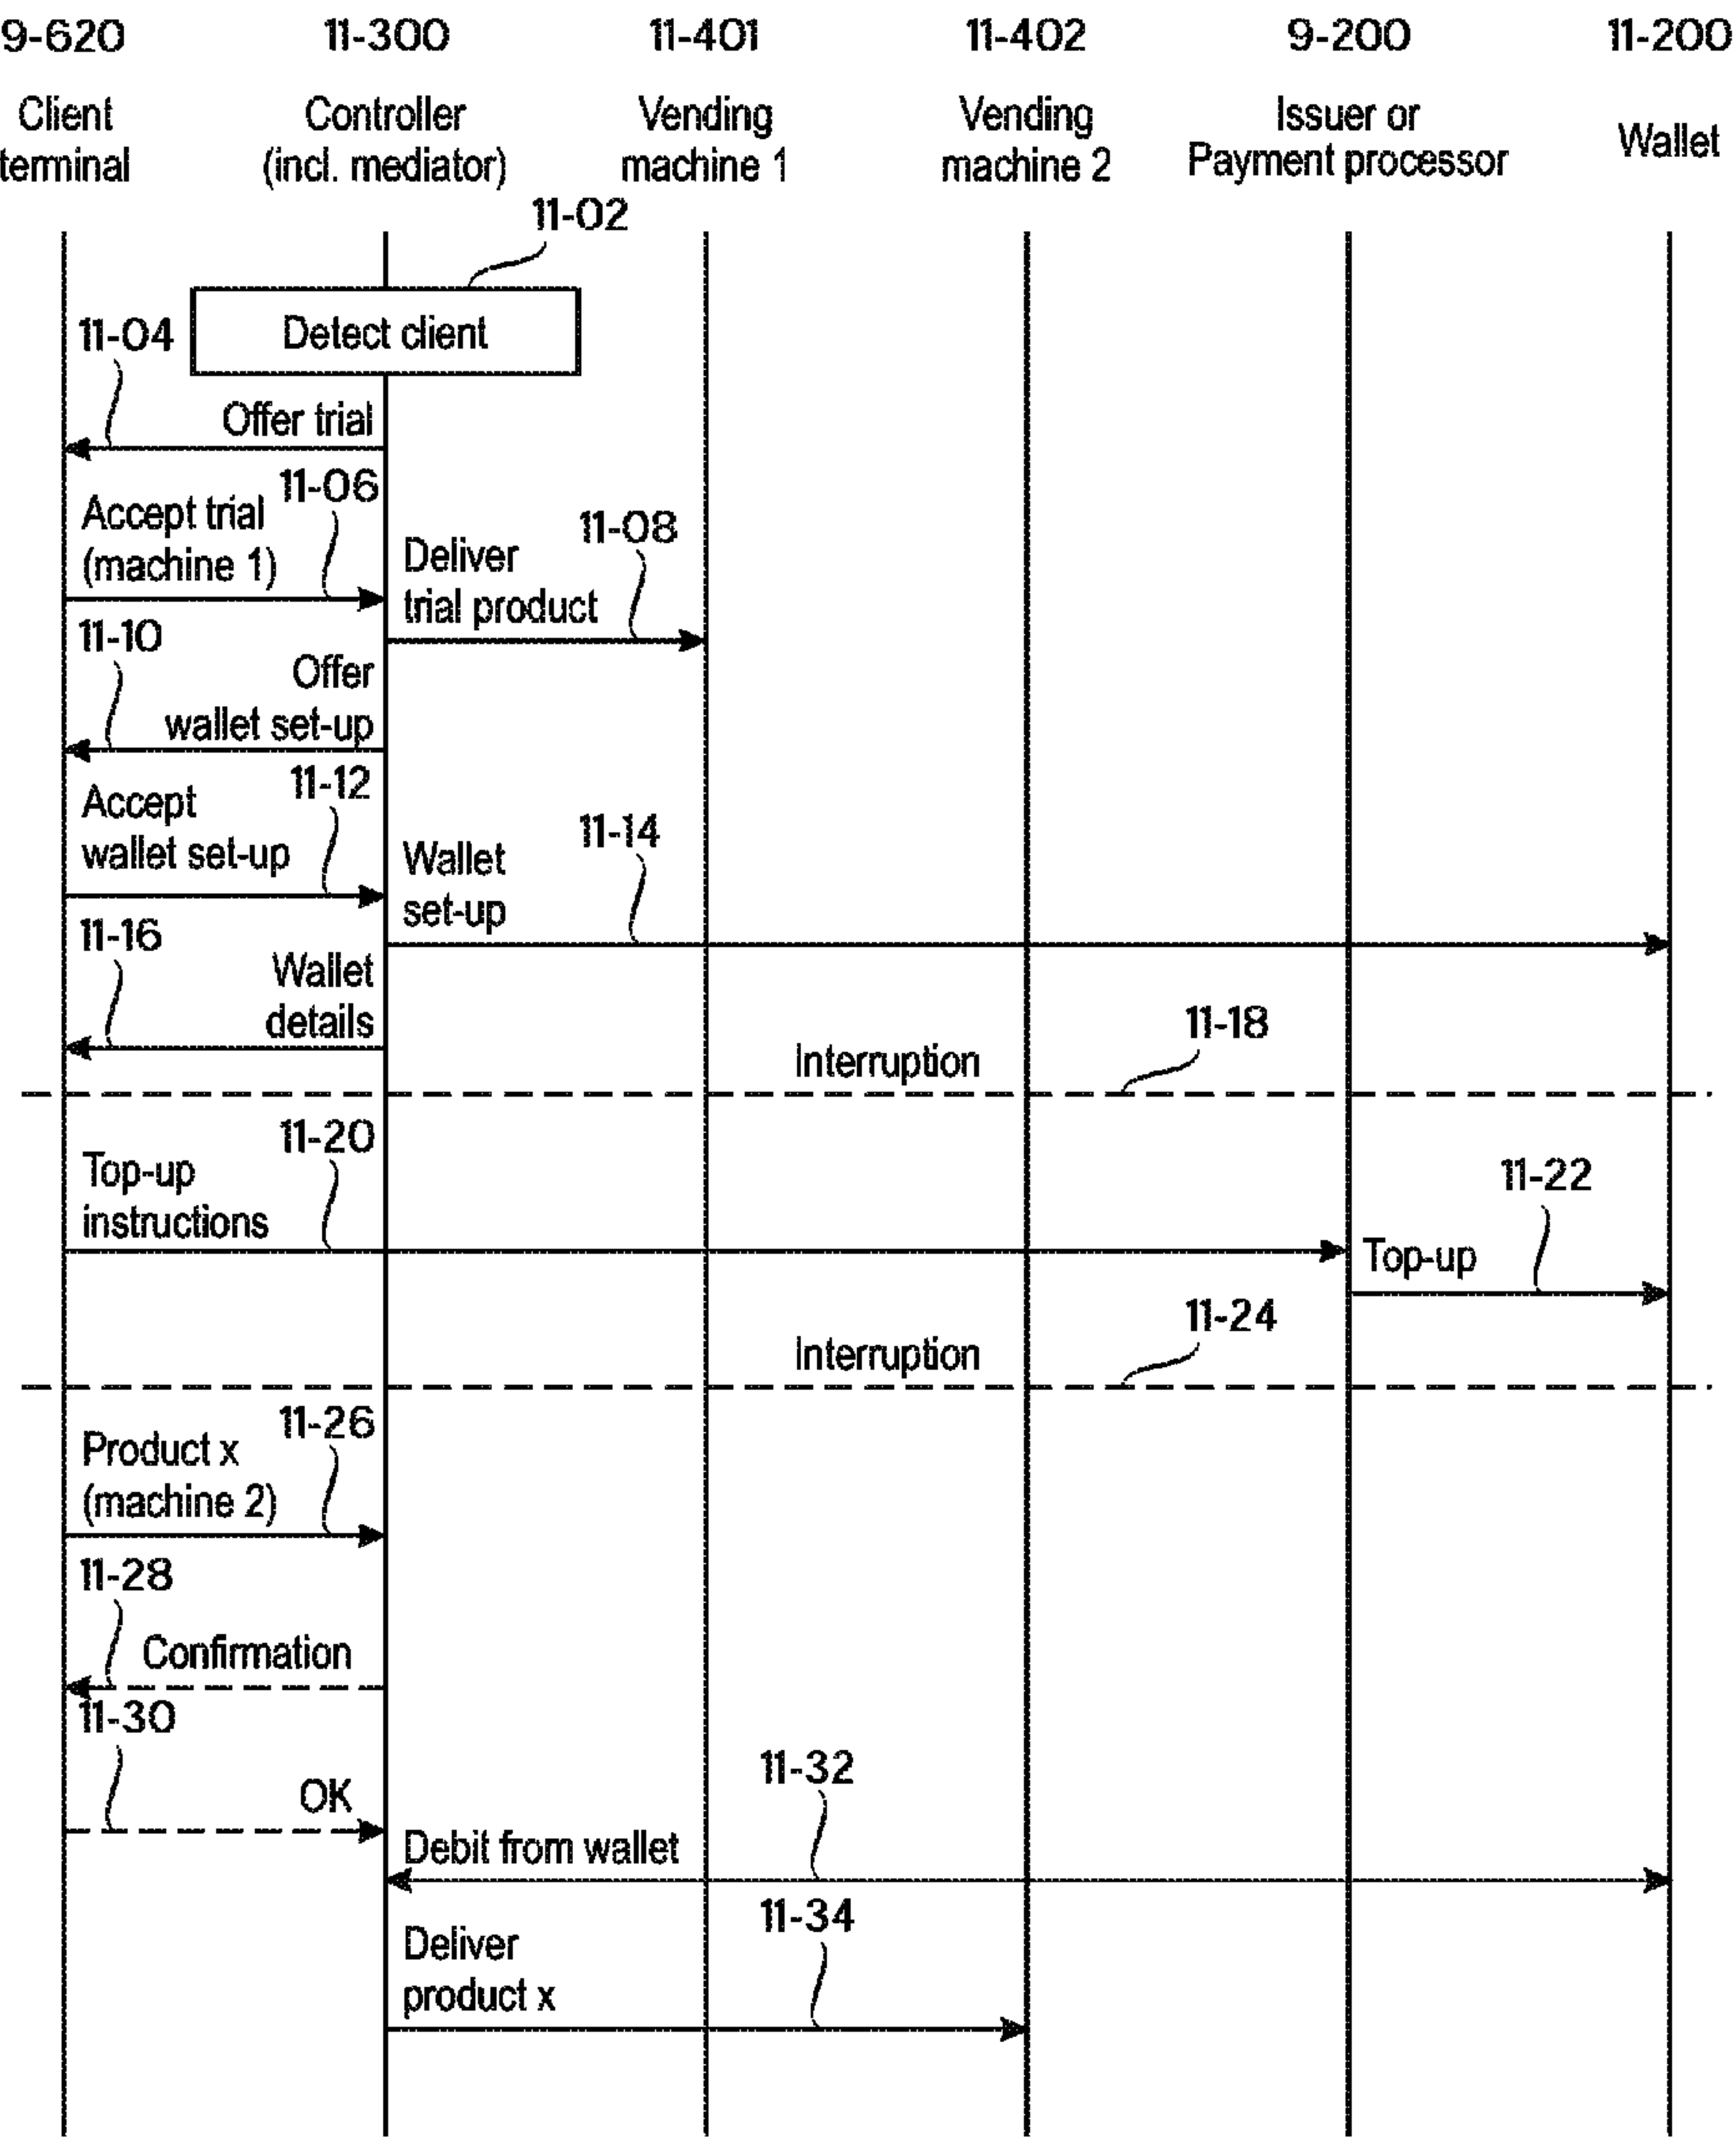 9-620 11-300 11-401 11-402 9-200 11-200
Client Controller Vending Vending Issuer or Wallet
terminal (incl. mediator) machine 1 machine 2 Payment processor
11-02
Detect client
11-04
Offer trial
11-06
Accept trial
(machine 1)
11-08
Deliver
trial product
11-10
Offer
wallet set-up
11-12
Accept
wallet set-up
11-14
Wallet
set-up
11-16
Wallet
details
11-18
Interruption
11-20
Top-up
instructions
11-22
Top-up
11-24
Interruption
11-26
Product x
(machine 2)
11-28
Confirmation
11-30
OK
11-32
Debit from wallet
11-34
Deliver
product x